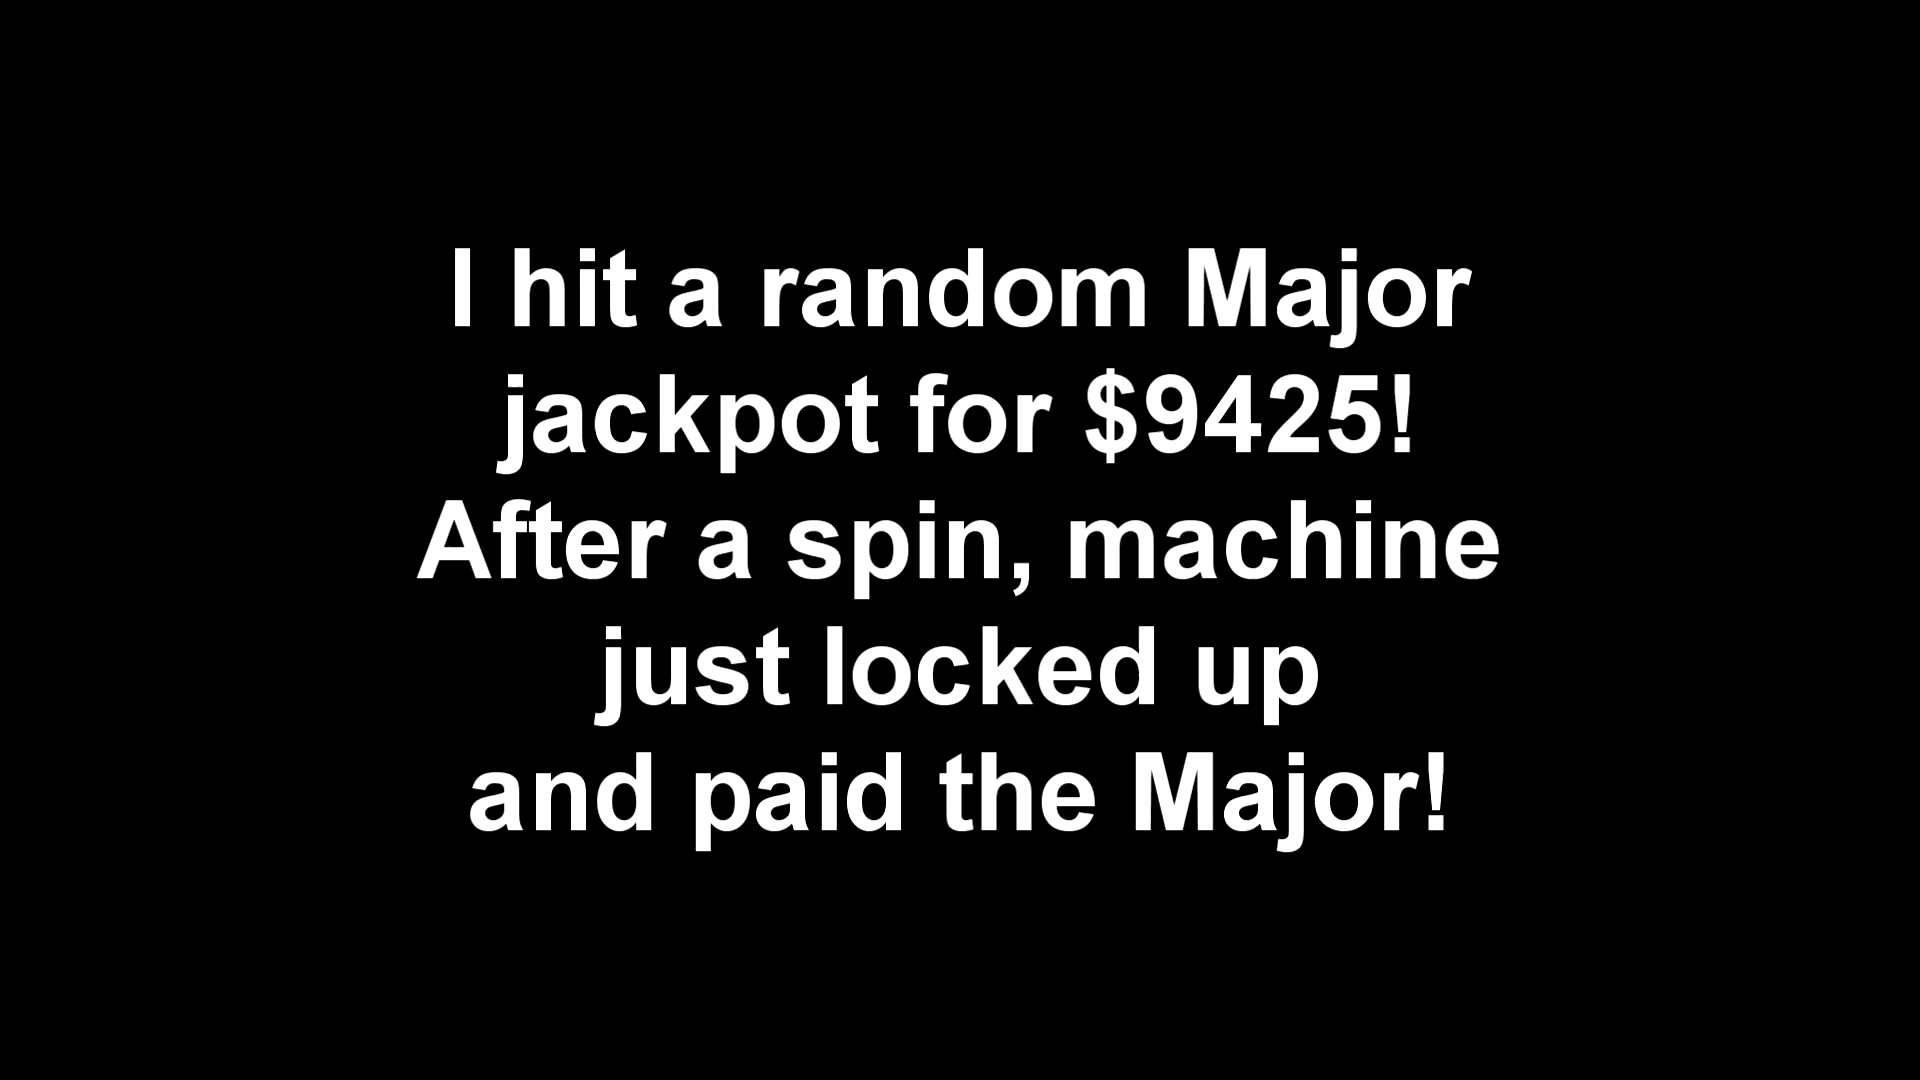 I hit a random Major
jackpot for $9425!
After a spin, machine
just locked up
and paid the Major!